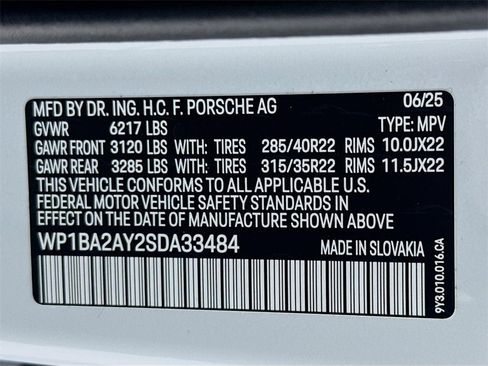 MFD BY DR. ING. H.C. F. PORSCHE AG 06/25
GVWR 6217 LBS TYPE: MPV
GAWR FRONT 3120 LBS WITH: TIRES 285/40R22 RIMS 10.0JX22
GAWR REAR 3285 LBS WITH: TIRES 315/35R22 RIMS 11.5JX22
THIS VEHICLE CONFORMS TO ALL APPLICABLE
FEDERAL MOTOR VEHICLE SAFETY STANDARDS IN
EFFECT ON THE DATE OF MANUFACTURE SHOWN ABOVE.
WP1BA2AY2SDA33484 MADE IN SLOVAKIA
9Y3.010.016.CA